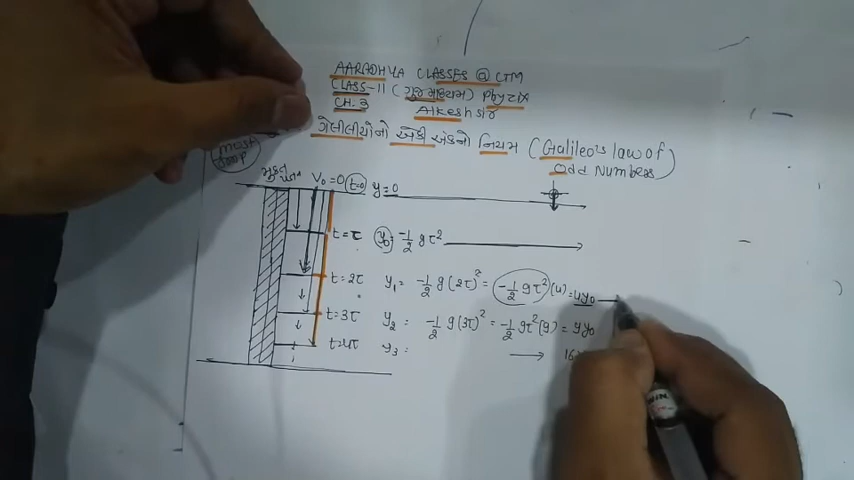 AARADHYA CLASSES @ CTM
CLASS-11 (ગુજ.માધ્યમ) Phyzix
CH. 3 Alkesh sir
ગેલેલીયોનો એકી અંકનો નિયમ (Galileo's law of
Odd Numbers)
V₀=0 (t=0) y=0
t=τ y₀=-1/2 gτ²
t=2τ y₁= -1/2 g(2τ)² = -1/2 gτ² (4) = 4y₀ →
t=3τ y₂= -1/2 g(3τ)² = -1/2 gτ²(9) = 9y₀
t=4τ y₃= → 16